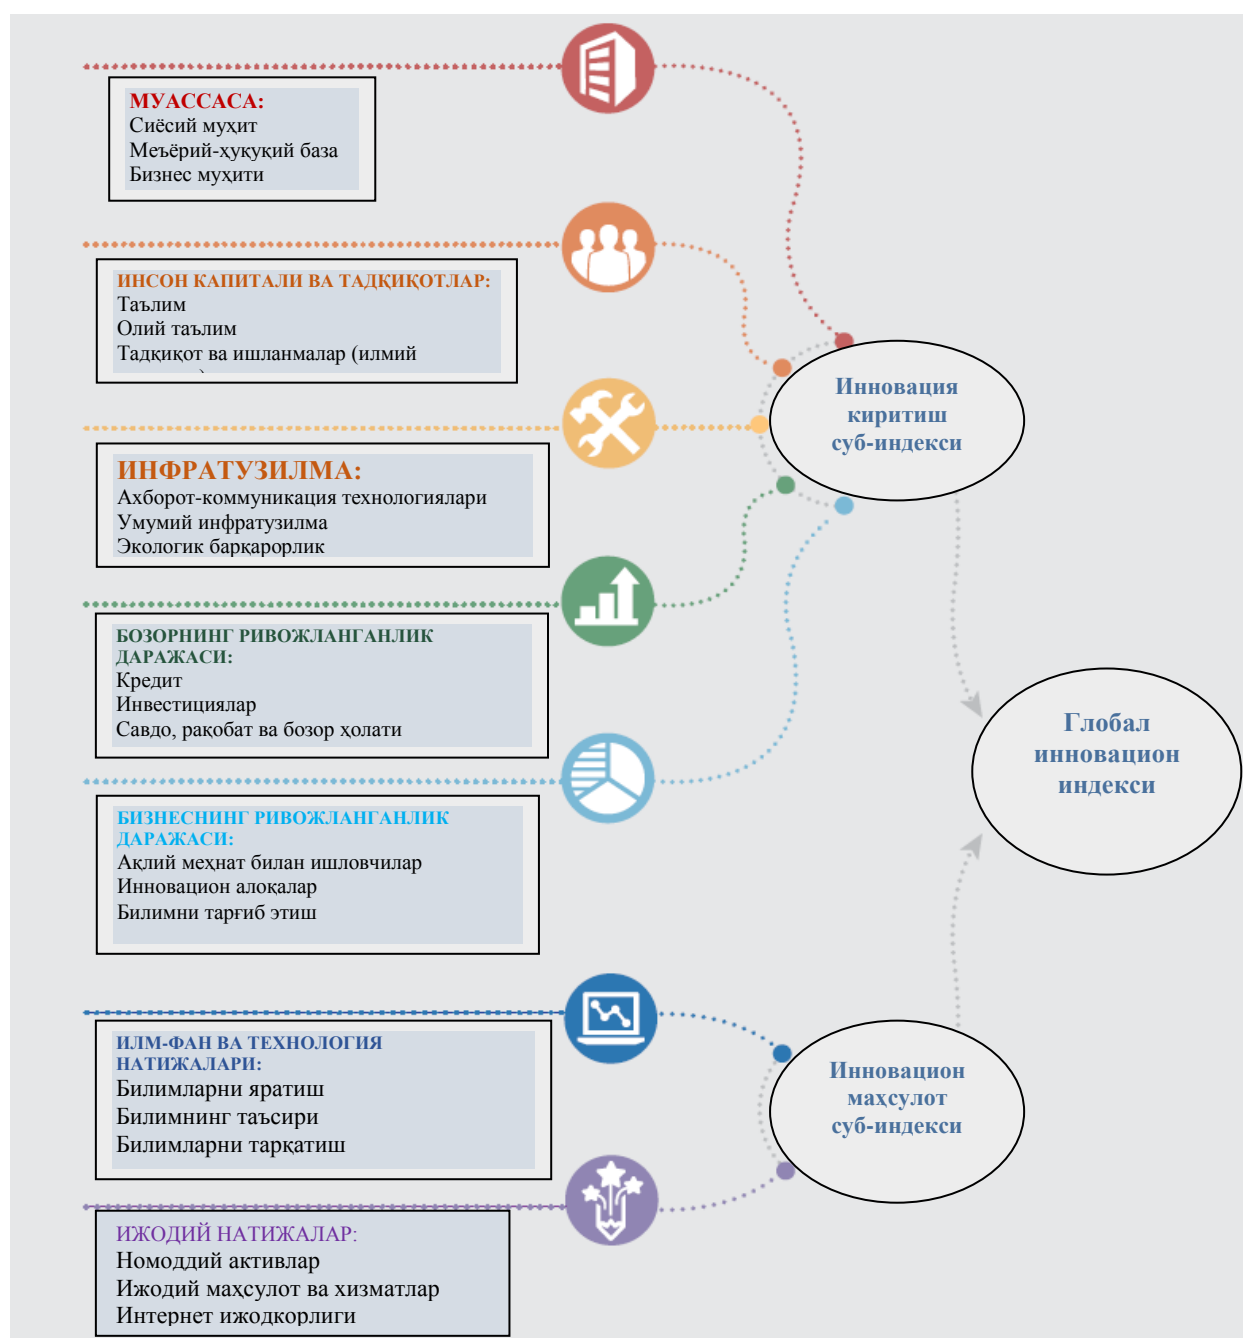 МУАССАСА:
Сиёсий муҳит
Меъёрий-ҳуқуқий база
Бизнес муҳити
ИНСОН КАПИТАЛИ ВА ТАДҚИҚОТЛАР:
Таълим
Олий таълим
Тадқиқот ва ишланмалар (илмий
ИНФРАТУЗИЛМА:
Ахборот-коммуникация технологиялари
Умумий инфратузилма
Экологик барқарорлик
БОЗОРНИНГ РИВОЖЛАНГАНЛИК
ДАРАЖАСИ:
Кредит
Инвестициялар
Савдо, рақобат ва бозор ҳолати
БИЗНЕСНИНГ РИВОЖЛАНГАНЛИК
ДАРАЖАСИ:
Ақлий меҳнат билан ишловчилар
Инновацион алоқалар
Билимни тарғиб этиш
ИЛМ-ФАН ВА ТЕХНОЛОГИЯ
НАТИЖАЛАРИ:
Билимларни яратиш
Билимнинг таъсири
Билимларни тарқатиш
ИЖОДИЙ НАТИЖАЛАР:
Номоддий активлар
Ижодий маҳсулот ва хизматлар
Интернет ижодкорлиги
Инновация
киритиш
суб-индекси
Глобал
инновацион
индекси
Инновацион
маҳсулот
суб-индекси